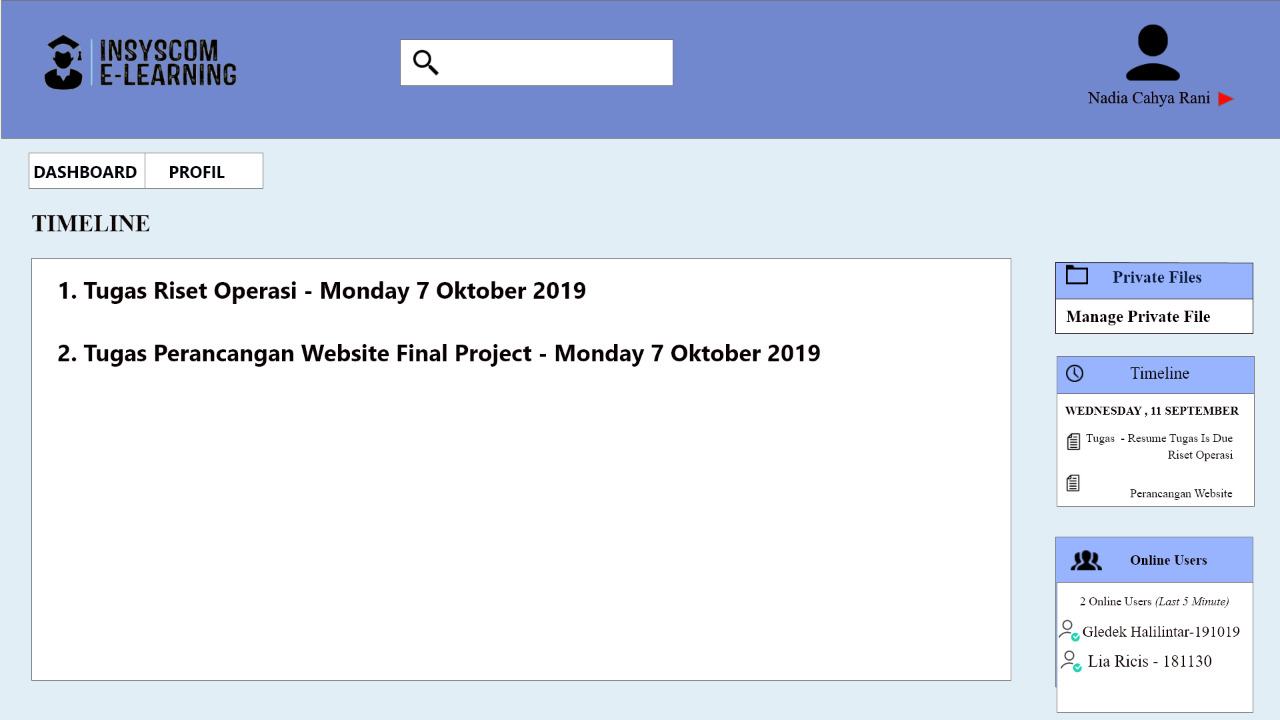 INSYSCOM
E-LEARNING
Nadia Cahya Rani
DASHBOARD
PROFIL
TIMELINE
1. Tugas Riset Operasi - Monday 7 Oktober 2019
2. Tugas Perancangan Website Final Project - Monday 7 Oktober 2019
Private Files
Manage Private File
Timeline
WEDNESDAY , 11 SEPTEMBER
Tugas - Resume Tugas Is Due
Riset Operasi
Perancangan Website
Online Users
2 Online Users (Last 5 Minute)
Gledek Halilintar-191019
Lia Ricis - 181130